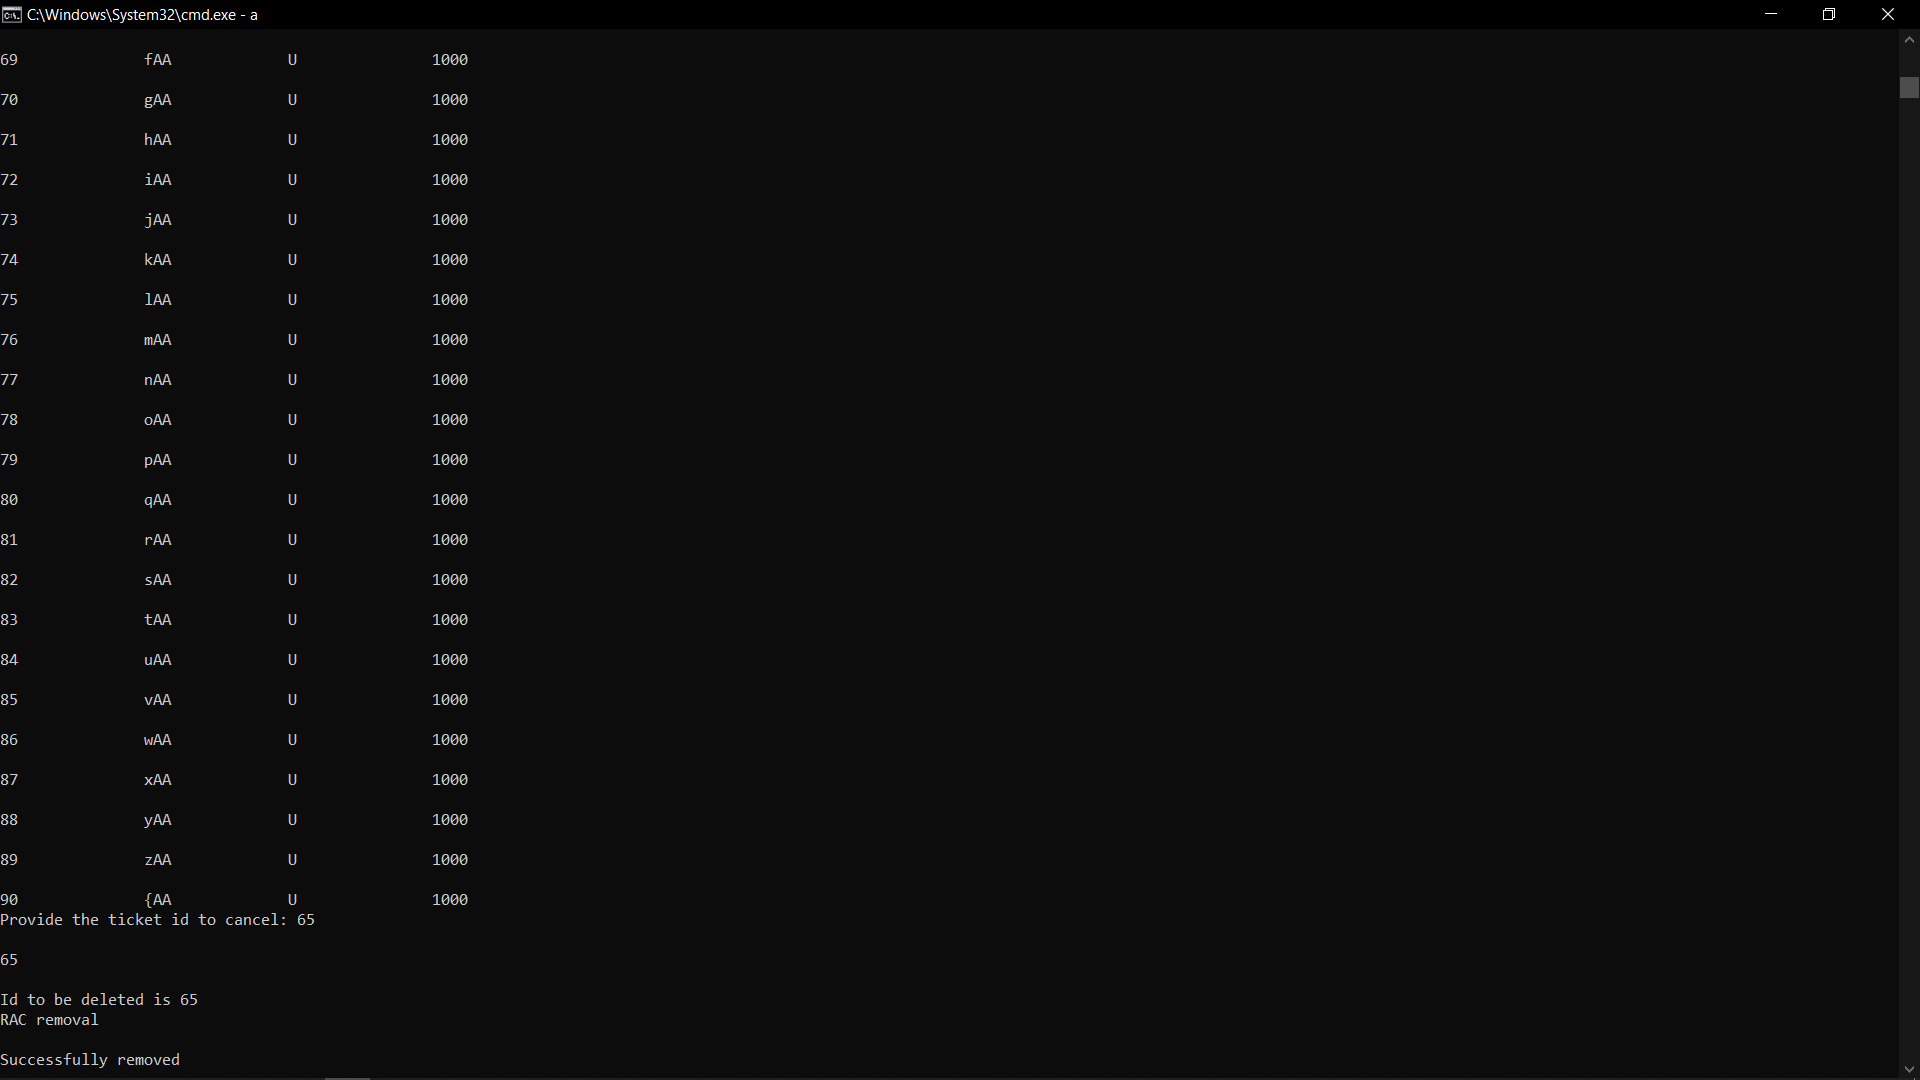 C:\Windows\System32\cmd.exe - a
69 fAA U 1000
70 gAA U 1000
71 hAA U 1000
72 iAA U 1000
73 jAA U 1000
74 kAA U 1000
75 lAA U 1000
76 mAA U 1000
77 nAA U 1000
78 oAA U 1000
79 pAA U 1000
80 qAA U 1000
81 rAA U 1000
82 sAA U 1000
83 tAA U 1000
84 uAA U 1000
85 vAA U 1000
86 wAA U 1000
87 xAA U 1000
88 yAA U 1000
89 zAA U 1000
90 {AA U 1000
Provide the ticket id to cancel: 65
65
Id to be deleted is 65
RAC removal
Successfully removed